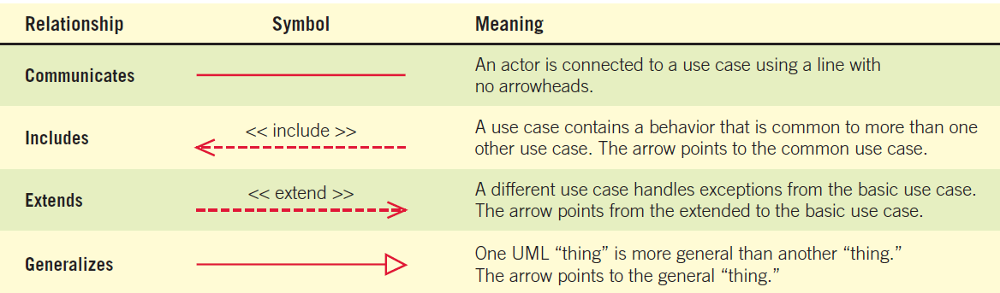 Relationship Symbol Meaning
Communicates
An actor is connected to a use case using a line with
no arrowheads.
Includes
<< include >>
A use case contains a behavior that is common to more than one
other use case. The arrow points to the common use case.
Extends
<< extend >>
A different use case handles exceptions from the basic use case.
The arrow points from the extended to the basic use case.
Generalizes
One UML “thing” is more general than another “thing.”
The arrow points to the general “thing.”